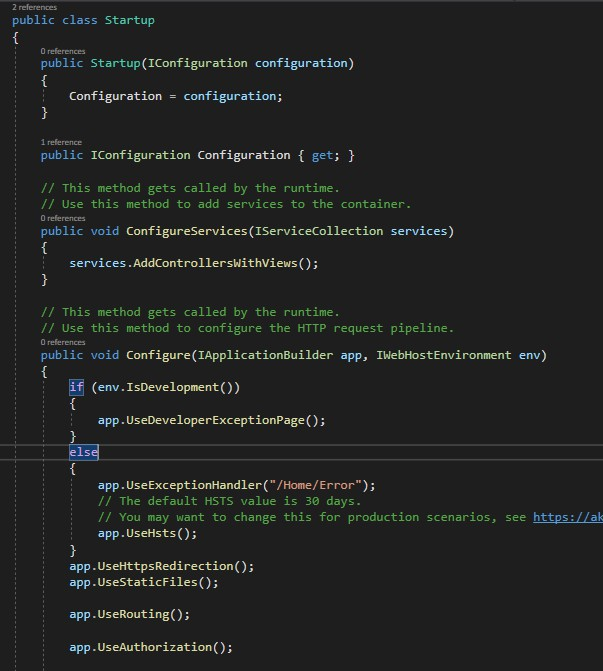 2 references
public class Startup
{
0 references
public Startup(IConfiguration configuration)
{
Configuration = configuration;
}
1 reference
public IConfiguration Configuration { get; }
// This method gets called by the runtime.
// Use this method to add services to the container.
0 references
public void ConfigureServices(IServiceCollection services)
{
services.AddControllersWithViews();
}
// This method gets called by the runtime.
// Use this method to configure the HTTP request pipeline.
0 references
public void Configure(IApplicationBuilder app, IWebHostEnvironment env)
{
if (env.IsDevelopment())
{
app.UseDeveloperExceptionPage();
}
else
{
app.UseExceptionHandler("/Home/Error");
// The default HSTS value is 30 days.
// You may want to change this for production scenarios, see https://ak
app.UseHsts();
}
app.UseHttpsRedirection();
app.UseStaticFiles();
app.UseRouting();
app.UseAuthorization();